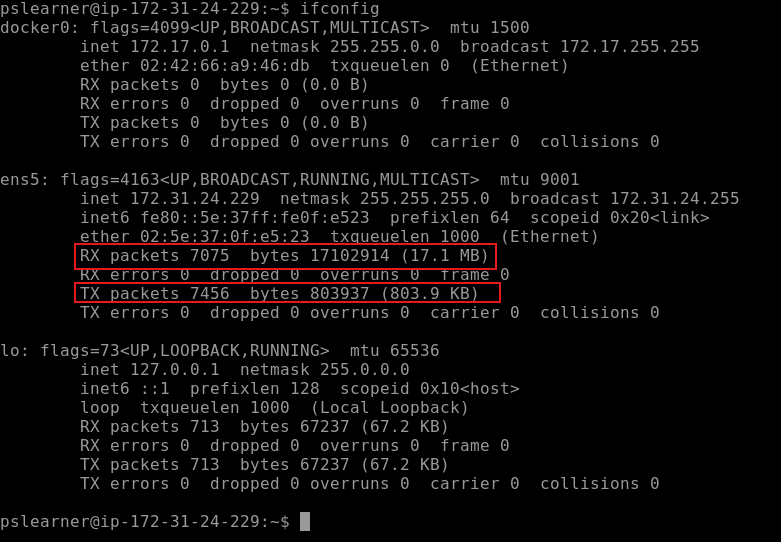 pslearner@ip-172-31-24-229:~$ ifconfig
docker0: flags=4099<UP,BROADCAST,MULTICAST>  mtu 1500
        inet 172.17.0.1  netmask 255.255.0.0  broadcast 172.17.255.255
        ether 02:42:66:a9:46:db  txqueuelen 0  (Ethernet)
        RX packets 0  bytes 0 (0.0 B)
        RX errors 0  dropped 0  overruns 0  frame 0
        TX packets 0  bytes 0 (0.0 B)
        TX errors 0  dropped 0 overruns 0  carrier 0  collisions 0

ens5: flags=4163<UP,BROADCAST,RUNNING,MULTICAST>  mtu 9001
        inet 172.31.24.229  netmask 255.255.255.0  broadcast 172.31.24.255
        inet6 fe80::5e:37ff:fe0f:e523  prefixlen 64  scopeid 0x20<link>
        ether 02:5e:37:0f:e5:23  txqueuelen 1000  (Ethernet)
        RX packets 7075  bytes 17102914 (17.1 MB)
        RX errors 0  dropped 0  overruns 0  frame 0
        TX packets 7456  bytes 803937 (803.9 KB)
        TX errors 0  dropped 0 overruns 0  carrier 0  collisions 0

lo: flags=73<UP,LOOPBACK,RUNNING>  mtu 65536
        inet 127.0.0.1  netmask 255.0.0.0
        inet6 ::1  prefixlen 128  scopeid 0x10<host>
        loop  txqueuelen 1000  (Local Loopback)
        RX packets 713  bytes 67237 (67.2 KB)
        RX errors 0  dropped 0  overruns 0  frame 0
        TX packets 713  bytes 67237 (67.2 KB)
        TX errors 0  dropped 0 overruns 0  carrier 0  collisions 0

pslearner@ip-172-31-24-229:~$